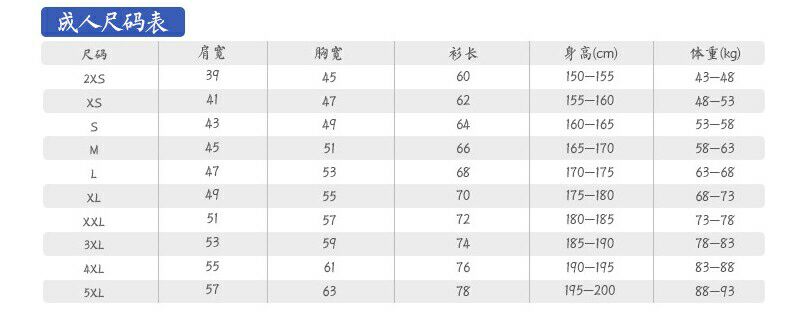 成人尺码表
尺码 肩宽 胸宽 衫长 身高(cm) 体重(kg)
2XS 39 45 60 150—155 43—48
XS 41 47 62 155—160 48—53
S 43 49 64 160—165 53—58
M 45 51 66 165—170 58—63
L 47 53 68 170—175 63—68
XL 49 55 70 175—180 68—73
XXL 51 57 72 180—185 73—78
3XL 53 59 74 185—190 78—83
4XL 55 61 76 190—195 83—88
5XL 57 63 78 195—200 88—93